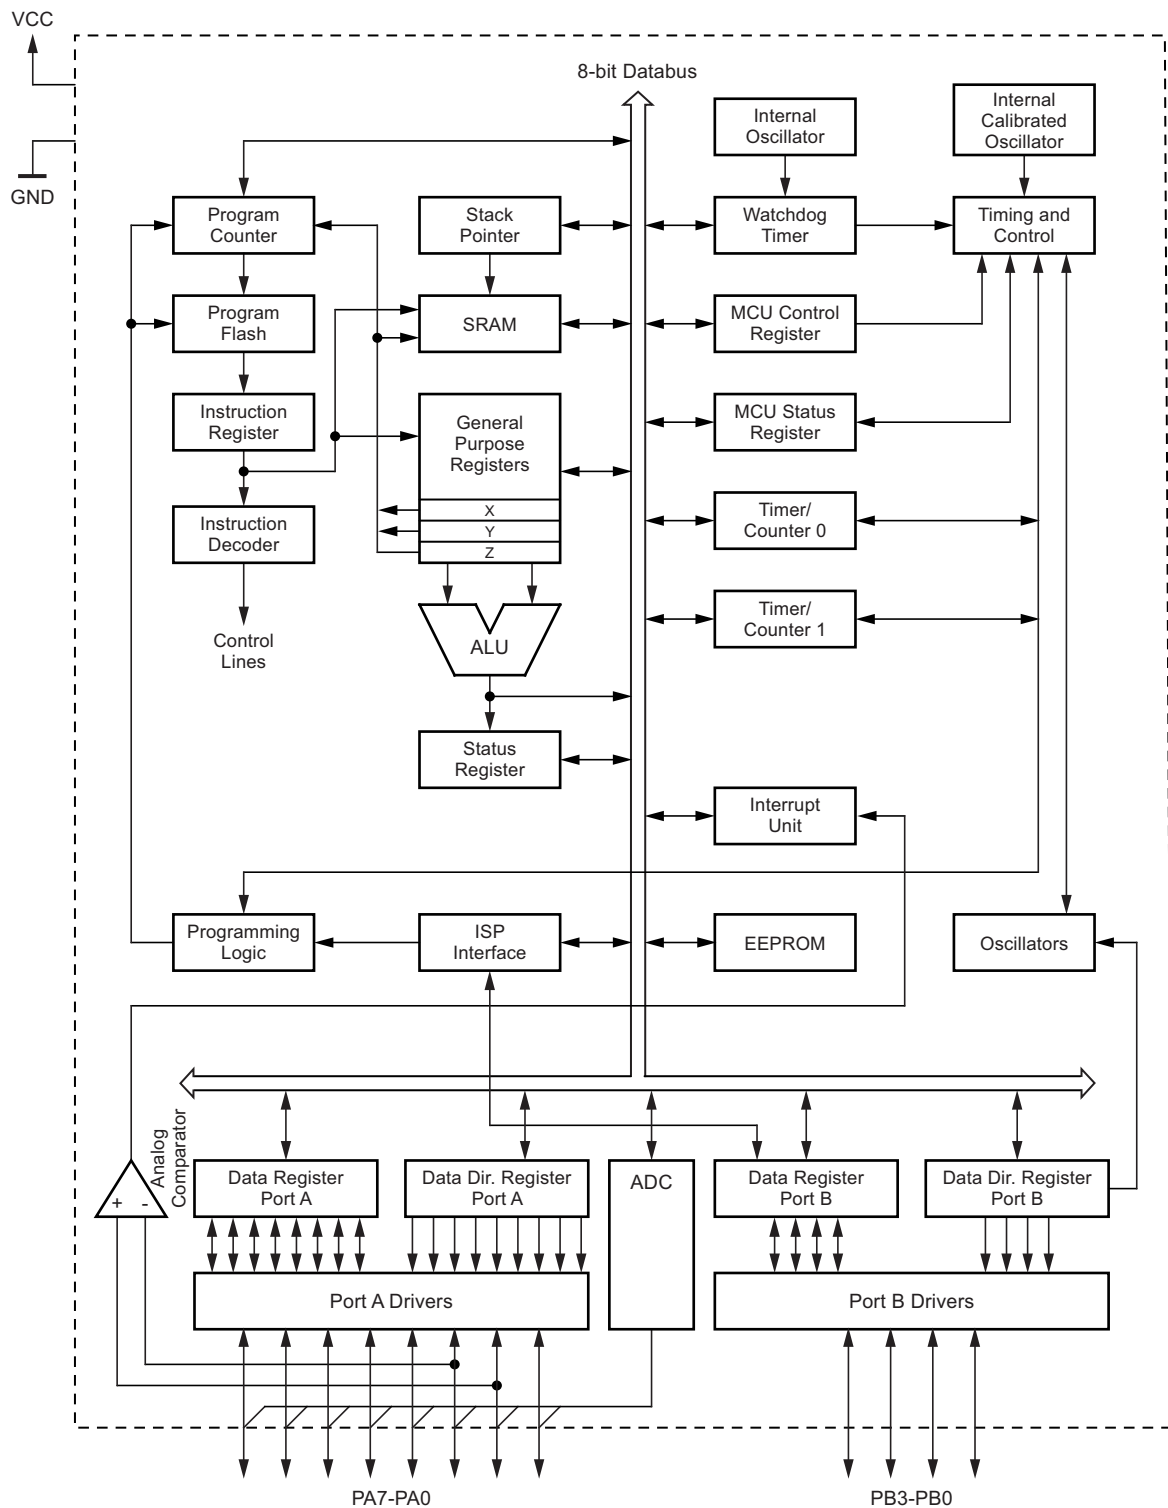 VCC
GND
8-bit Databus
Internal
Oscillator
Internal
Calibrated
Oscillator
Program
Counter
Stack
Pointer
Watchdog
Timer
Timing and
Control
Program
Flash
SRAM
MCU Control
Register
Instruction
Register
General
Purpose
Registers
X
Y
Z
MCU Status
Register
Instruction
Decoder
Timer/
Counter 0
Control
Lines
ALU
Timer/
Counter 1
Status
Register
Interrupt
Unit
Programming
Logic
ISP
Interface
EEPROM
Oscillators
Analog
Comparator
+ -
Data Register
Port A
Data Dir. Register
Port A
ADC
Data Register
Port B
Data Dir. Register
Port B
Port A Drivers
Port B Drivers
PA7-PA0
PB3-PB0